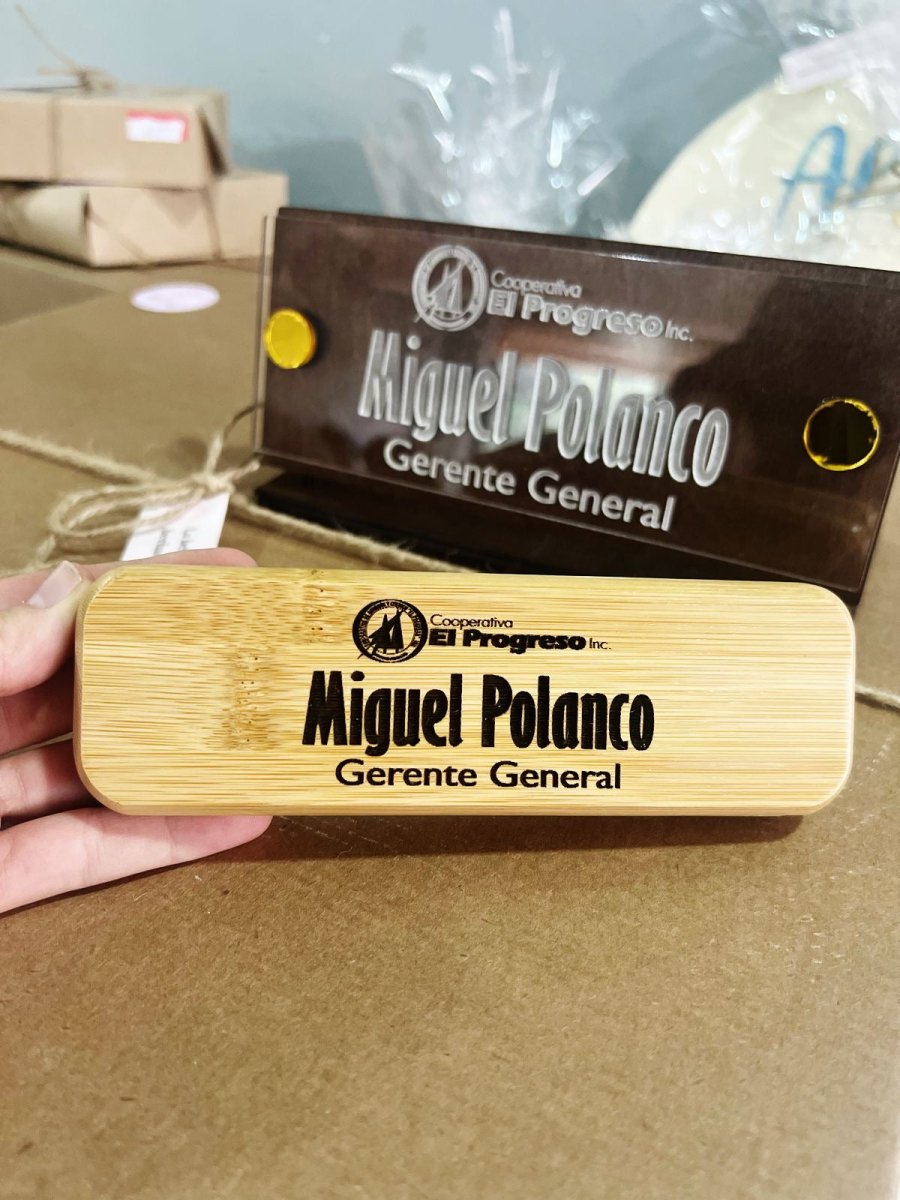 Cooperativa
El Progreso Inc.
Miguel Polanco
Gerente General
Cooperativa
El Progreso Inc.
Miguel Polanco
Gerente General